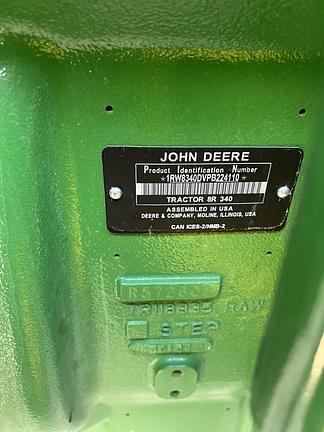 JOHN DEERE
Product Identification Number
*1RW8340DVPB224110*
TRACTOR 8R 340
ASSEMBLED IN USA
DEERE & COMPANY, MOLINE, ILLINOIS, USA
CAN ICES-2/NMB-2
RAW
STEP